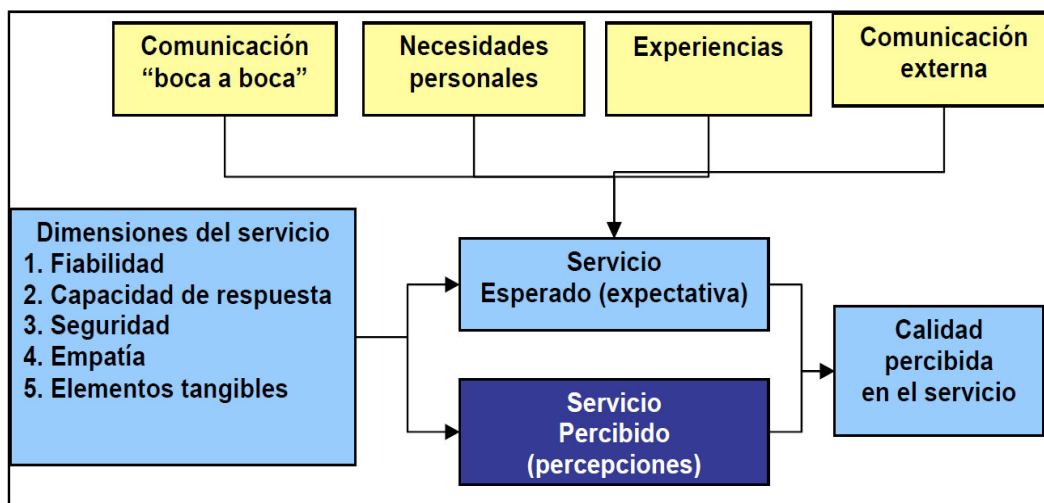 Comunicación
“boca a boca”
Necesidades
personales
Experiencias
Comunicación
externa
Dimensiones del servicio
1. Fiabilidad
2. Capacidad de respuesta
3. Seguridad
4. Empatía
5. Elementos tangibles
Servicio
Esperado (expectativa)
Servicio
Percibido
(percepciones)
Calidad
percibida
en el servicio